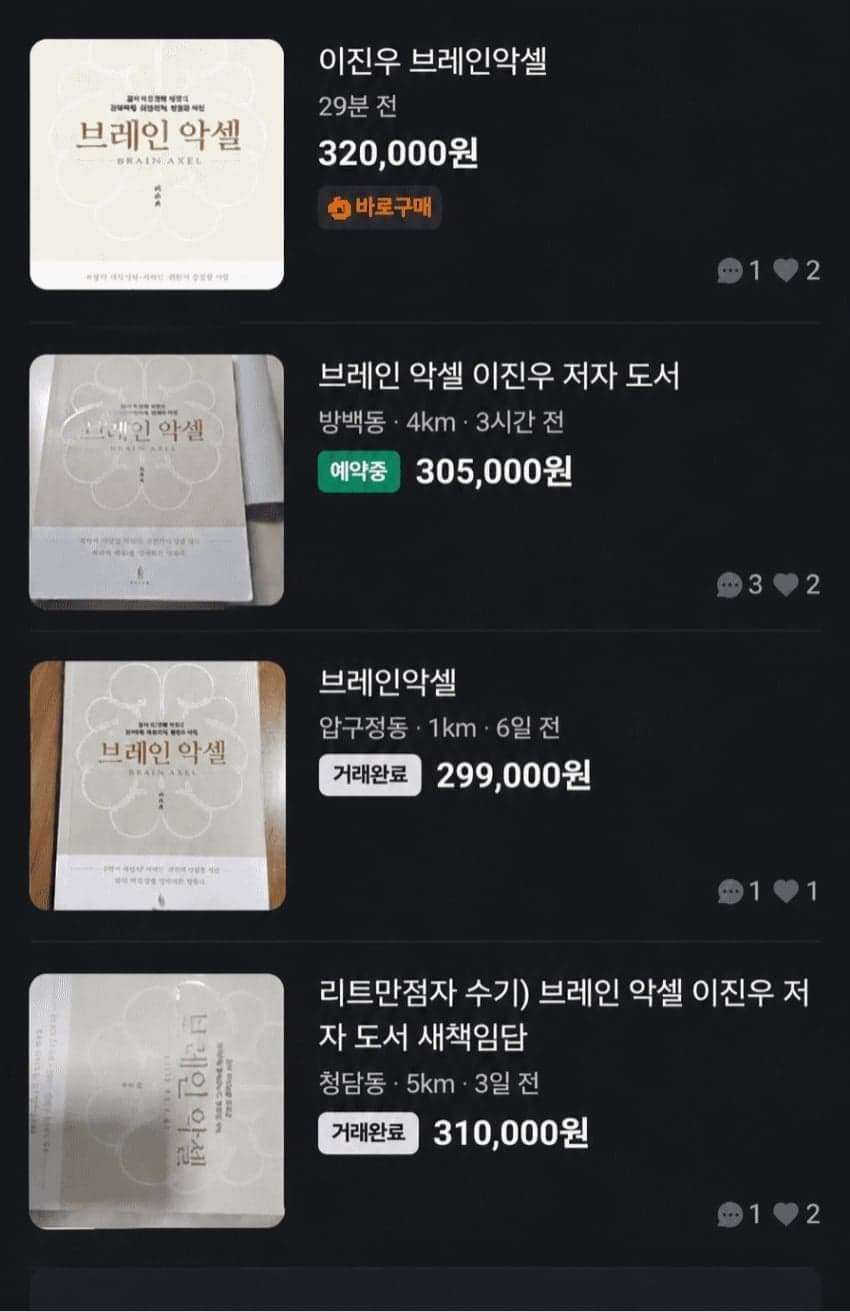 브레인 악셀
BRAIN AXEL
이진우 브레인악셀
29분 전
320,000원
바로구매
1 2
브레인 악셀
BRAIN AXEL
브레인 악셀 이진우 저자 도서
방백동 · 4km · 3시간 전
예약중 305,000원
3 2
브레인 악셀
BRAIN AXEL
브레인악셀
압구정동 · 1km · 6일 전
거래완료 299,000원
1 1
브레인 악셀
리트만점자 수기) 브레인 악셀 이진우 저
자 도서 새책임답
청담동 · 5km · 3일 전
거래완료 310,000원
1 2